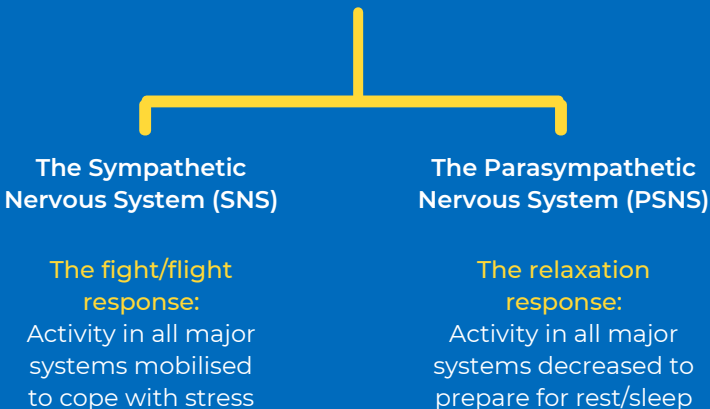 The Sympathetic
Nervous System (SNS)
The fight/flight
response:
Activity in all major
systems mobilised
to cope with stress
The Parasympathetic
Nervous System (PSNS)
The relaxation
response:
Activity in all major
systems decreased to
prepare for rest/sleep